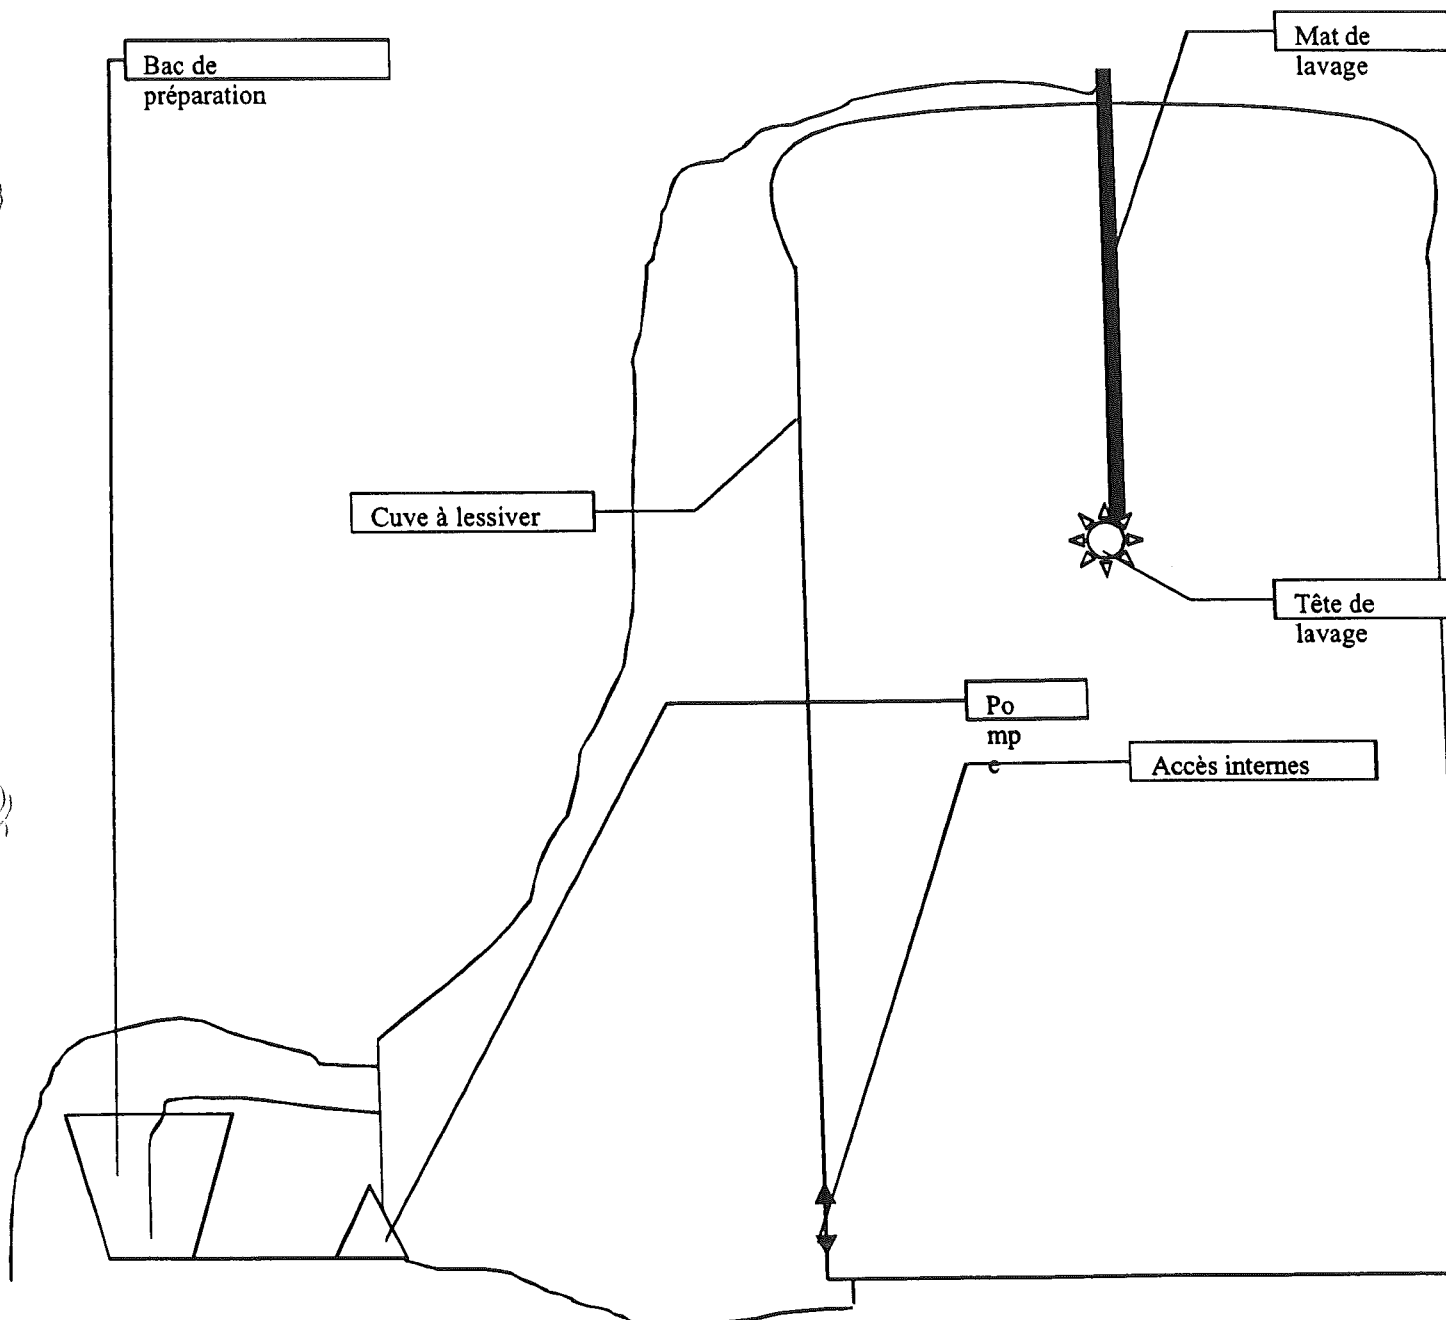 Bac de
préparation
Mat de
lavage
Cuve à lessiver
Tête de
lavage
Po
mp
e
Accès internes